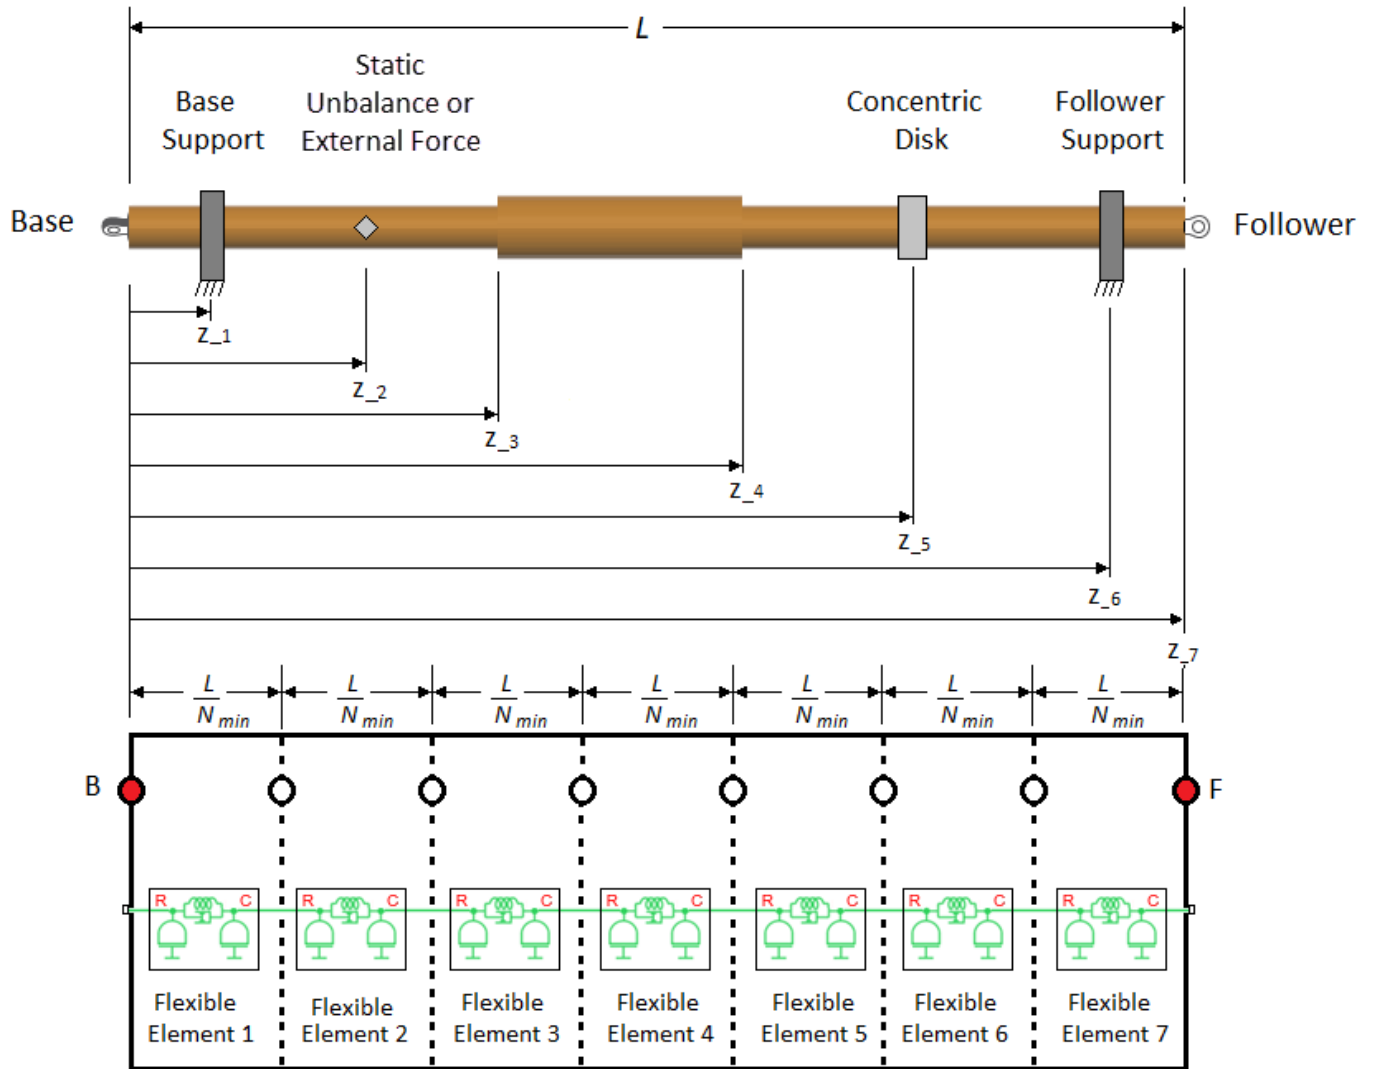 L
Static
Unbalance or
External Force
Base
Support
Concentric
Disk
Follower
Support
Base
Follower
z_1
z_2
z_3
z_4
z_5
z_6
z_7
L L L L L L L
N min N min N min N min N min N min N min
B F
R C R C R C R C R C R C R C
Flexible
Element 1
Flexible
Element 2
Flexible
Element 3
Flexible
Element 4
Flexible
Element 5
Flexible
Element 6
Flexible
Element 7